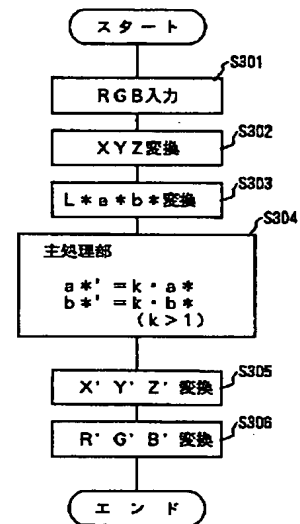 スタート
S301
RGB入力
S302
XYZ変換
S303
L*a*b*変換
S304
主処理部
a*'=k・a*
b*'=k・b*
(k>1)
S305
X'Y'Z'変換
S306
R'G'B'変換
エンド